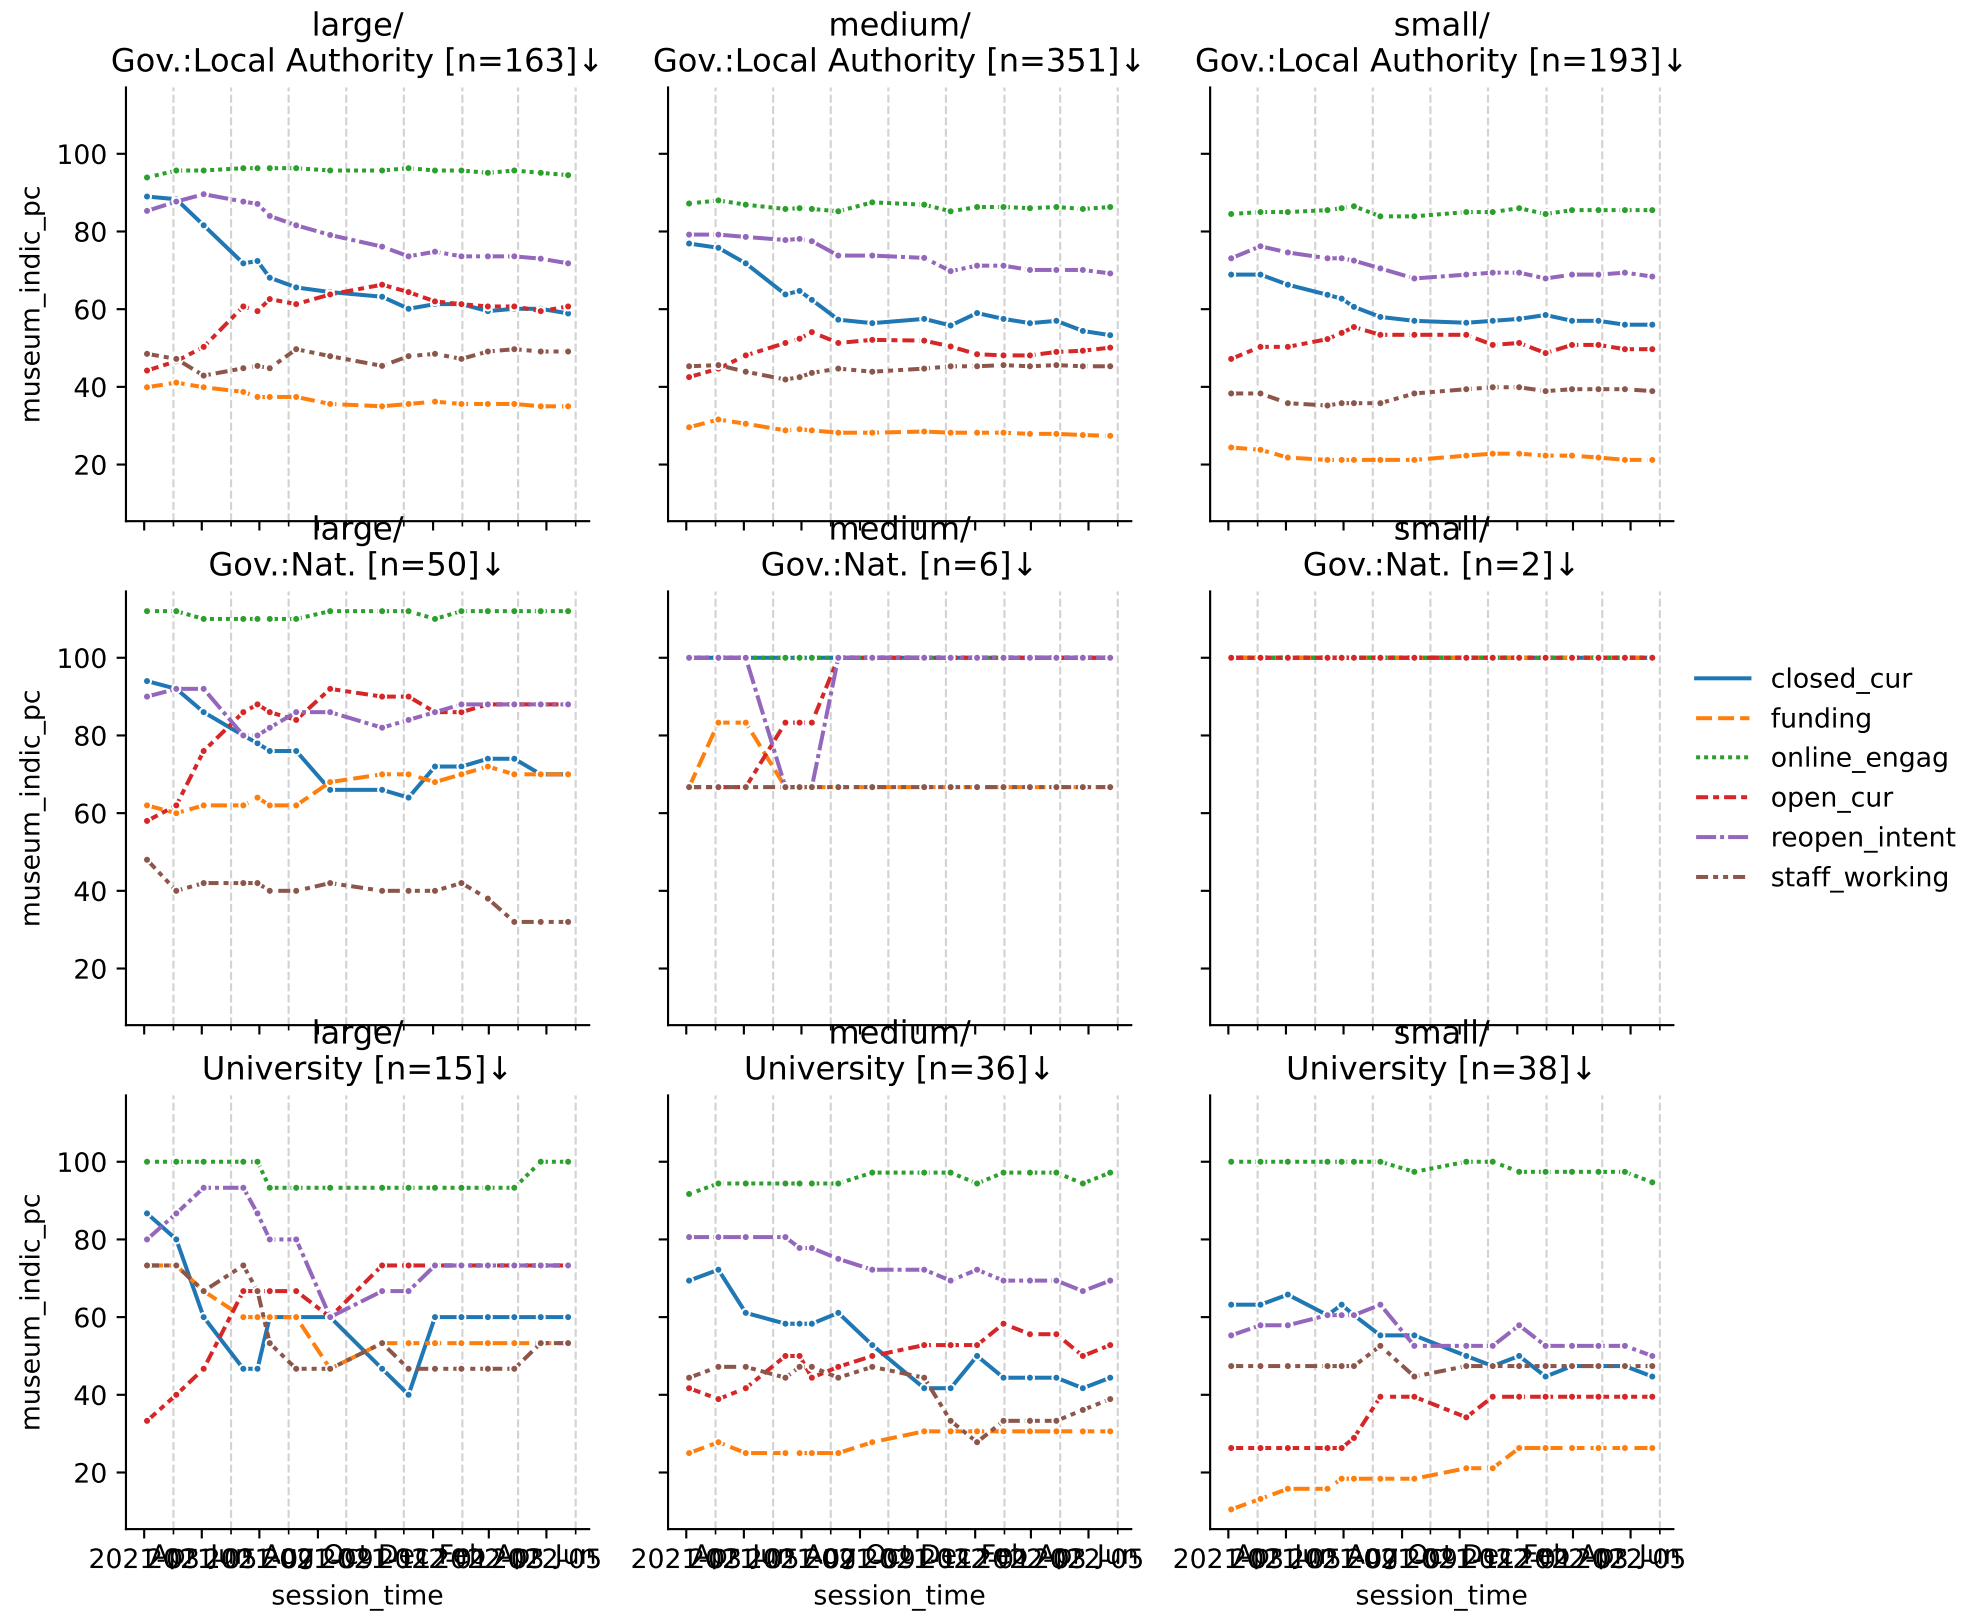 large/
Gov.:Local Authority [n=163]↓
medium/
Gov.:Local Authority [n=351]↓
small/
Gov.:Local Authority [n=193]↓
museum_indic_pc
100
80
60
40
20
large/
Gov.:Nat. [n=50]↓
medium/
Gov.:Nat. [n=6]↓
small/
Gov.:Nat. [n=2]↓
museum_indic_pc
100
80
60
40
20
closed_cur
funding
online_engag
open_cur
reopen_intent
staff_working
large/
University [n=15]↓
medium/
University [n=36]↓
small/
University [n=38]↓
museum_indic_pc
100
80
60
40
20
session_time
session_time
session_time